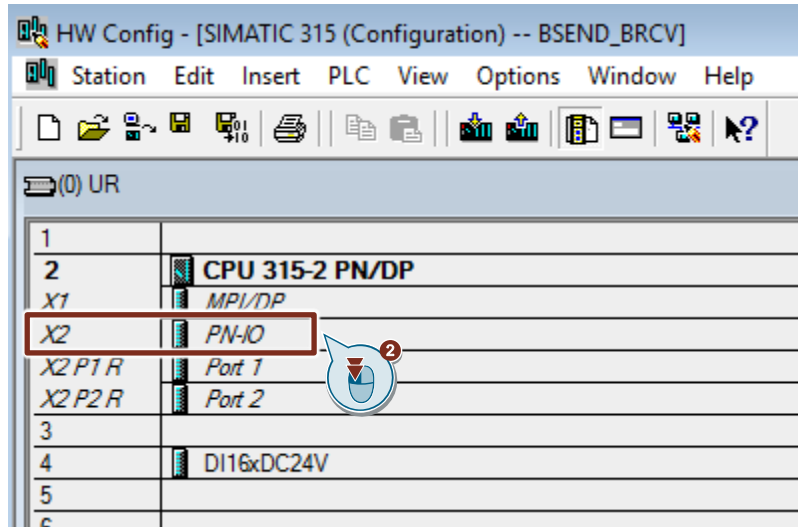 HW Config - [SIMATIC 315 (Configuration) -- BSEND_BRCV]
Station Edit Insert PLC View Options Window Help
(0) UR
1
2 CPU 315-2 PN/DP
X1 MPI/DP
X2 PN-IO
2
X2 P1 R Port 1
X2 P2 R Port 2
3
4 DI16xDC24V
5
6